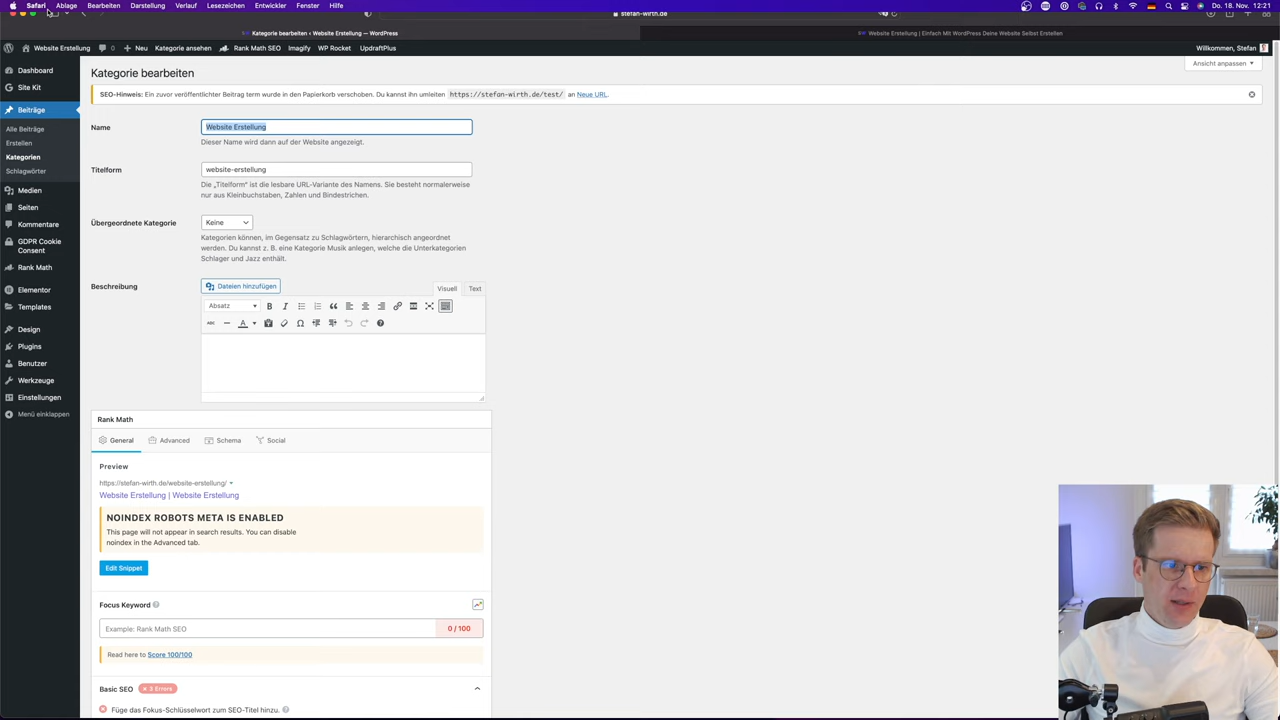 Safari Ablage Bearbeiten Darstellung Verlauf Lesezeichen Entwickler Fenster Hilfe
Do. 18. Nov. 12:21
stefan-wirth.de
Kategorie bearbeiten ‹ Website Erstellung — WordPress
Website Erstellung | Einfach Mit WordPress Deine Website Selbst Erstellen
Website Erstellung 0 Neu Kategorie ansehen Rank Math SEO Imagify WP Rocket UpdraftPlus
Willkommen, Stefan
Dashboard
Site Kit
Beiträge
Alle Beiträge
Erstellen
Kategorien
Schlagwörter
Medien
Seiten
Kommentare
GDPR Cookie
Consent
Rank Math
Elementor
Templates
Design
Plugins
Benutzer
Werkzeuge
Einstellungen
Menü einklappen
Kategorie bearbeiten
Ansicht anpassen
SEO-Hinweis: Ein zuvor veröffentlichter Beitrag term wurde in den Papierkorb verschoben. Du kannst ihn umleiten https://stefan-wirth.de/test/ an Neue URL.
Name
Website Erstellung
Dieser Name wird dann auf der Website angezeigt.
Titelform
website-erstellung
Die „Titelform“ ist die lesbare URL-Variante des Namens. Sie besteht normalerweise
nur aus Kleinbuchstaben, Zahlen und Bindestrichen.
Übergeordnete Kategorie
Keine
Kategorien können, im Gegensatz zu Schlagwörtern, hierarchisch angeordnet
werden. Du kannst z. B. eine Kategorie Musik anlegen, welche die Unterkategorien
Schlager und Jazz enthält.
Beschreibung
Dateien hinzufügen
Visuell Text
Absatz B I
ABC A
Rank Math
General Advanced Schema Social
Preview
https://stefan-wirth.de/website-erstellung/
Website Erstellung | Website Erstellung
NOINDEX ROBOTS META IS ENABLED
This page will not appear in search results. You can disable
noindex in the Advanced tab.
Edit Snippet
Focus Keyword
Example: Rank Math SEO
0 / 100
Read here to Score 100/100
Basic SEO × 3 Errors
Füge das Fokus-Schlüsselwort zum SEO-Titel hinzu.